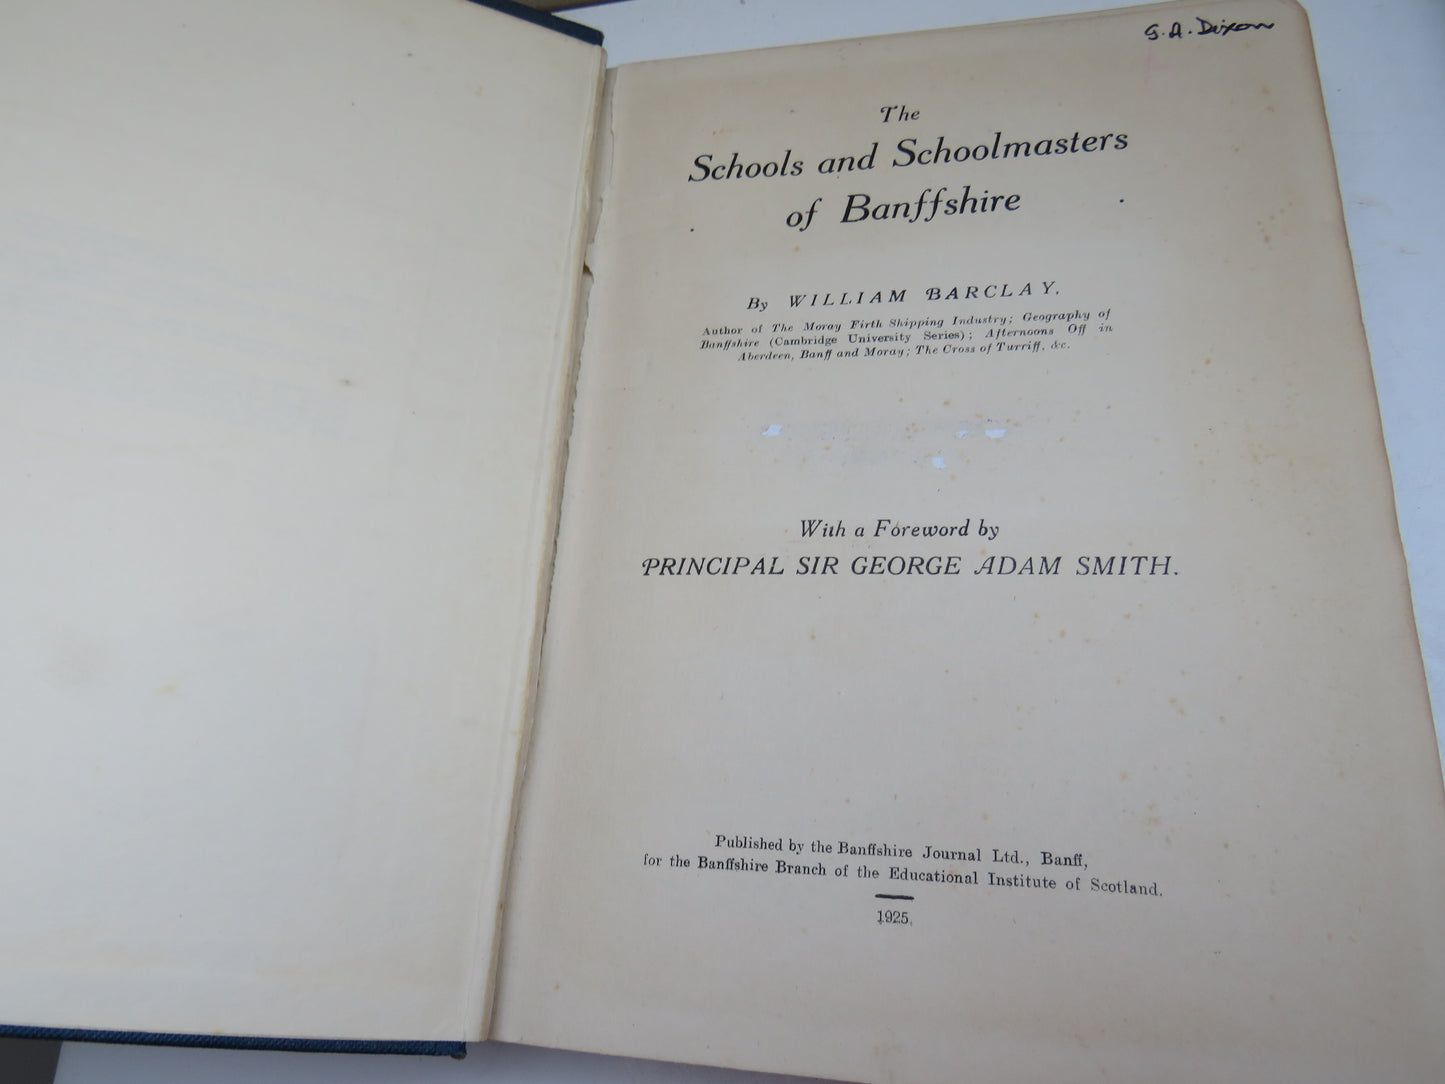 G. A. Dixon
The
Schools and Schoolmasters
of Banffshire
By WILLIAM BARCLAY.
Author of The Moray Firth Shipping Industry; Geography of
Banffshire (Cambridge University Series); Afternoons Off in
Aberdeen, Banff and Moray; The Cross of Turriff, &c.
With a Foreword by
PRINCIPAL SIR GEORGE ADAM SMITH.
Published by the Banffshire Journal Ltd., Banff,
for the Banffshire Branch of the Educational Institute of Scotland.
1925.